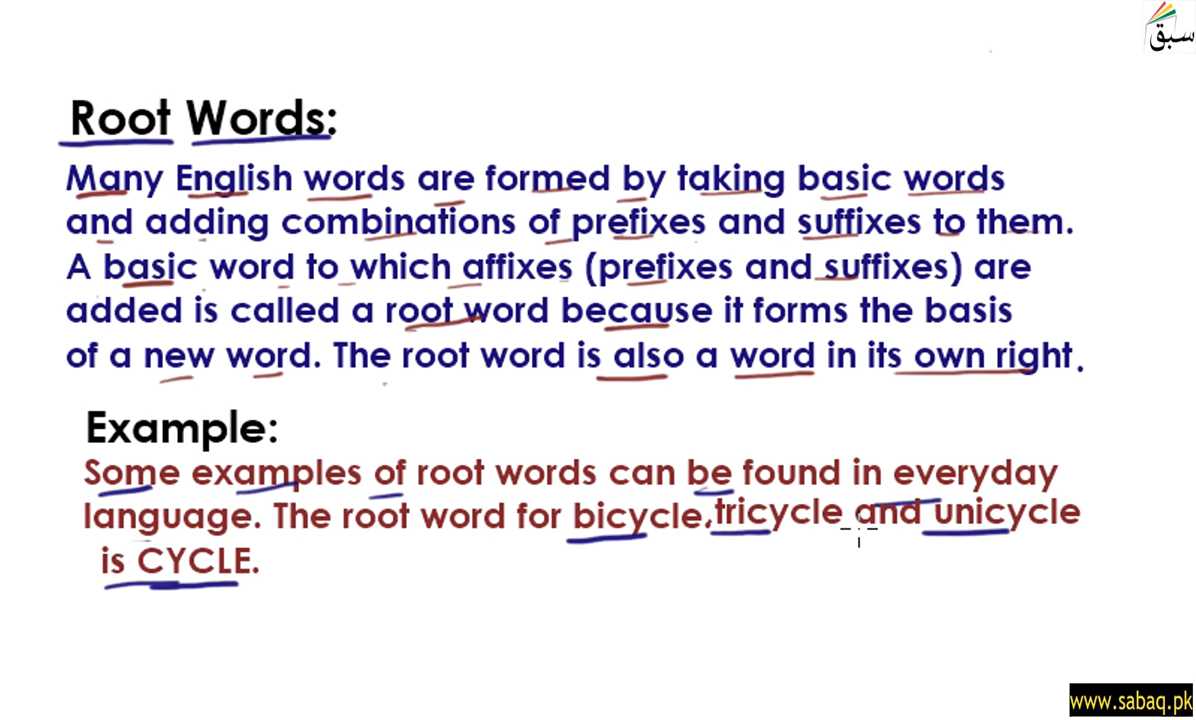 سبق
Root Words:
Many English words are formed by taking basic words
and adding combinations of prefixes and suffixes to them.
A basic word to which affixes (prefixes and suffixes) are
added is called a root word because it forms the basis
of a new word. The root word is also a word in its own right.
Example:
Some examples of root words can be found in everyday
language. The root word for bicycle,tricycle and unicycle
is CYCLE.
www.sabaq.pk